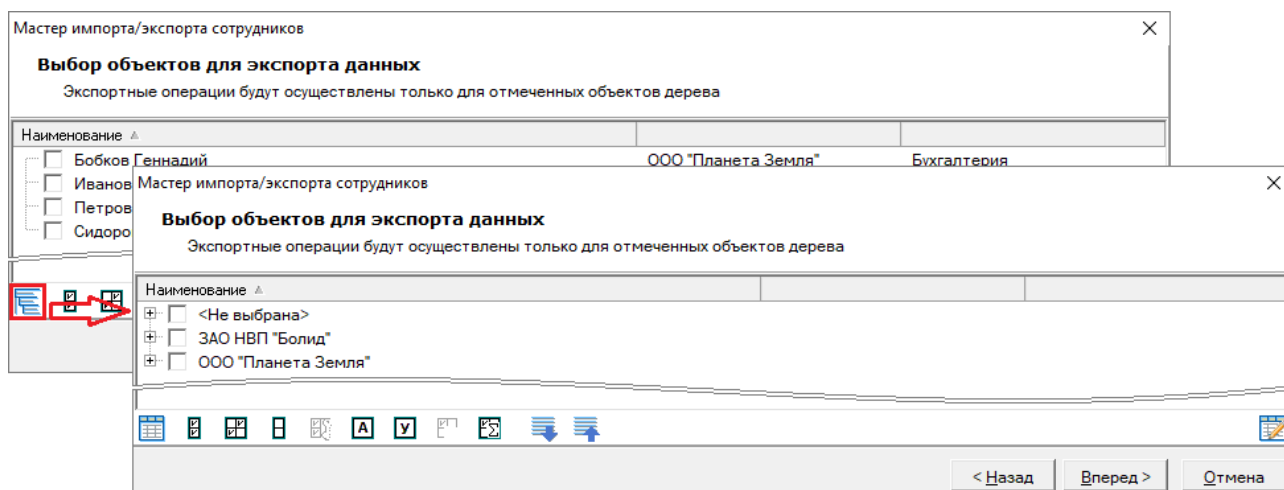 Мастер импорта/экспорта сотрудников
Выбор объектов для экспорта данных
Экспортные операции будут осуществлены только для отмеченных объектов дерева
Наименование
Бобков Геннадий ООО "Планета Земля" Бухгалтерия
Иванов
Петров
Сидоро
Мастер импорта/экспорта сотрудников
Выбор объектов для экспорта данных
Экспортные операции будут осуществлены только для отмеченных объектов дерева
Наименование
<Не выбрана>
ЗАО НВП "Болид"
ООО "Планета Земля"
А У
< Назад Вперед > Отмена